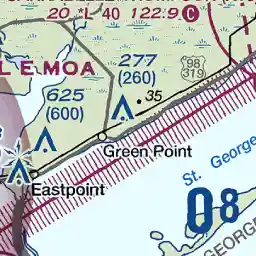 20 *L 40 122.9 C
LE MOA
277
(260)
98
319
625
(600)
35
Green Point
St. George
Eastpoint
08
GEORGE